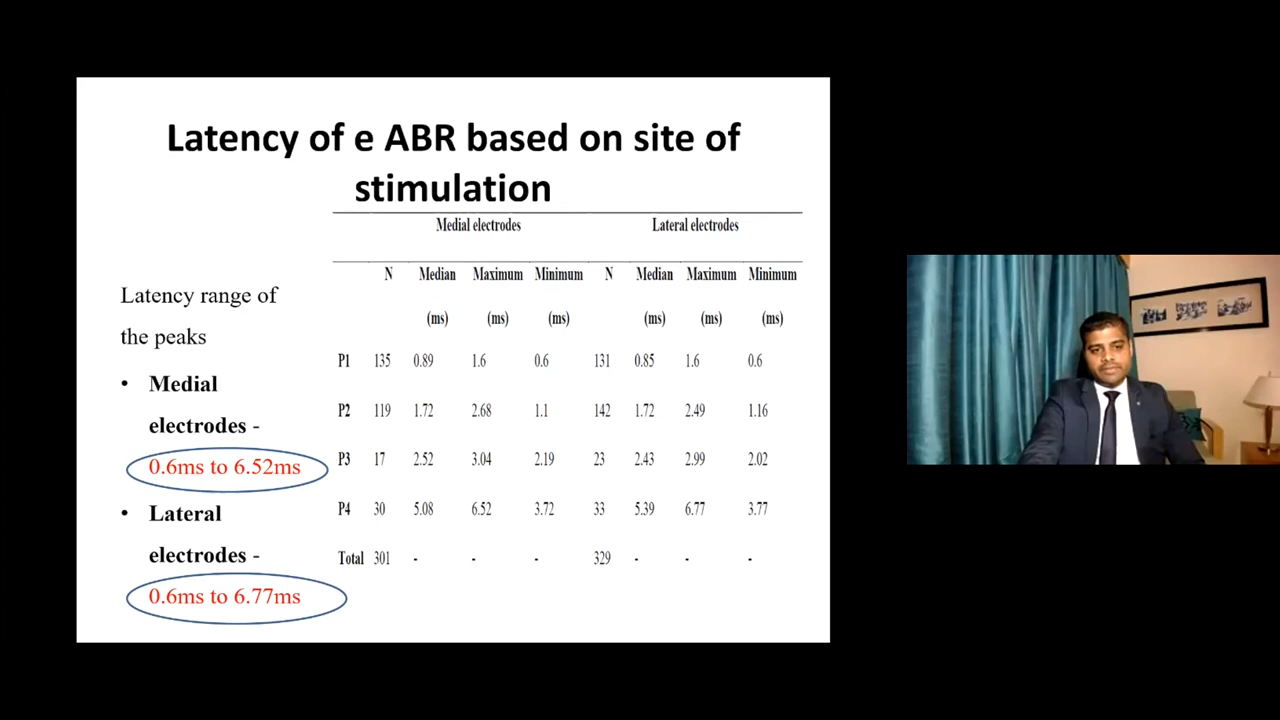 Latency of e ABR based on site of
stimulation
Latency range of
the peaks
• Medial
electrodes -
0.6ms to 6.52ms
• Lateral
electrodes -
0.6ms to 6.77ms
Medial electrodes Lateral electrodes
N Median Maximum Minimum N Median Maximum Minimum
(ms) (ms) (ms) (ms) (ms) (ms)
P1 135 0.89 1.6 0.6 131 0.85 1.6 0.6
P2 119 1.72 2.68 1.1 142 1.72 2.49 1.16
P3 17 2.52 3.04 2.19 23 2.43 2.99 2.02
P4 30 5.08 6.52 3.72 33 5.39 6.77 3.77
Total 301 - - - 329 - - -